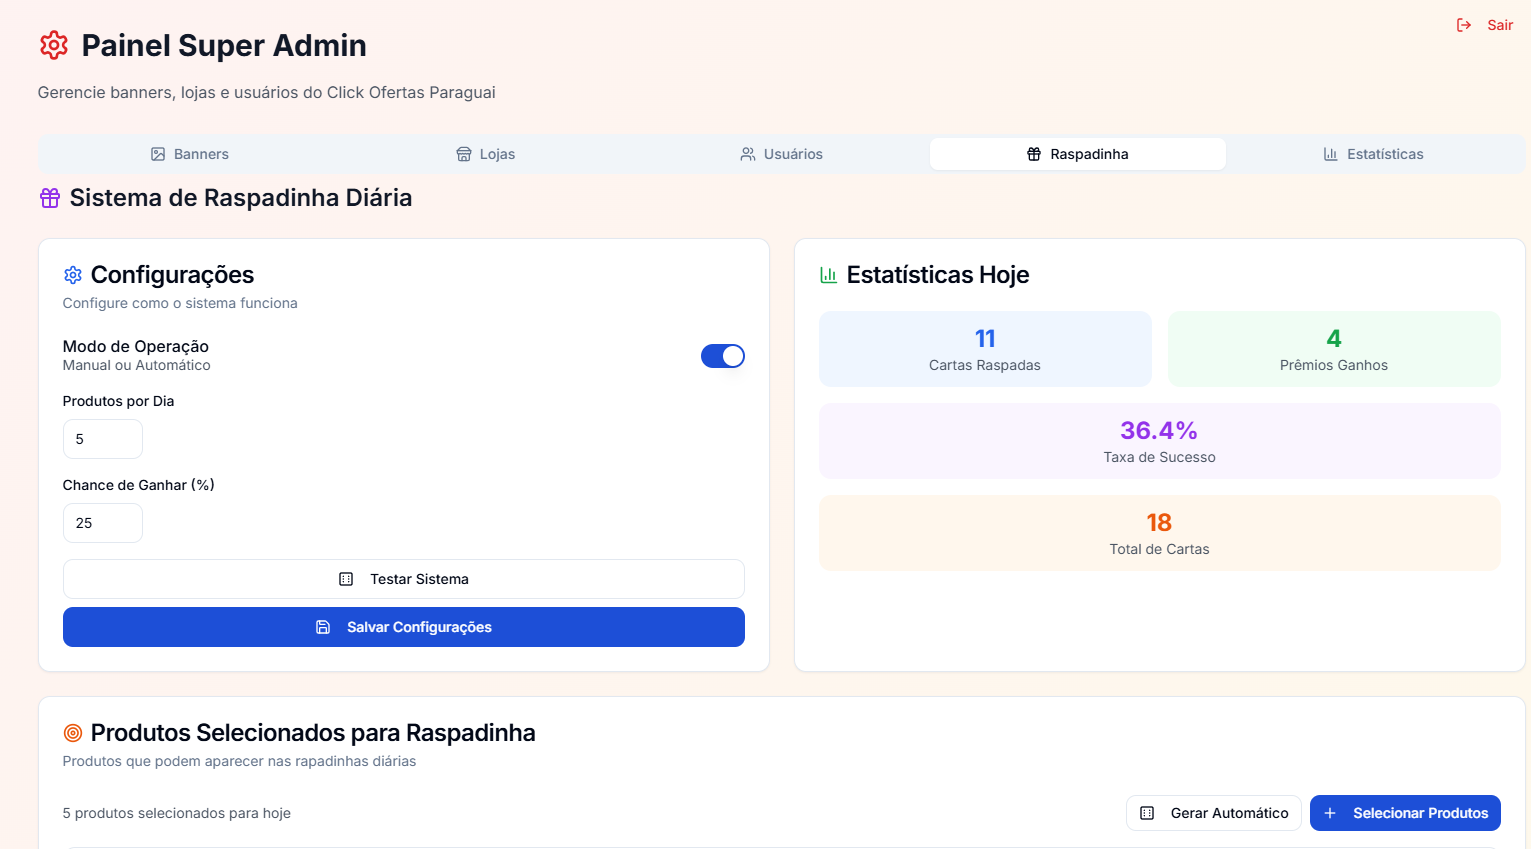 Sair
Painel Super Admin
Gerencie banners, lojas e usuários do Click Ofertas Paraguai
Banners
Lojas
Usuários
Raspadinha
Estatísticas
Sistema de Raspadinha Diária
Configurações
Configure como o sistema funciona
Modo de Operação
Manual ou Automático
Produtos por Dia
5
Chance de Ganhar (%)
25
Testar Sistema
Salvar Configurações
Estatísticas Hoje
11
Cartas Raspadas
4
Prêmios Ganhos
36.4%
Taxa de Sucesso
18
Total de Cartas
Produtos Selecionados para Raspadinha
Produtos que podem aparecer nas rapadinhas diárias
5 produtos selecionados para hoje
Gerar Automático
Selecionar Produtos